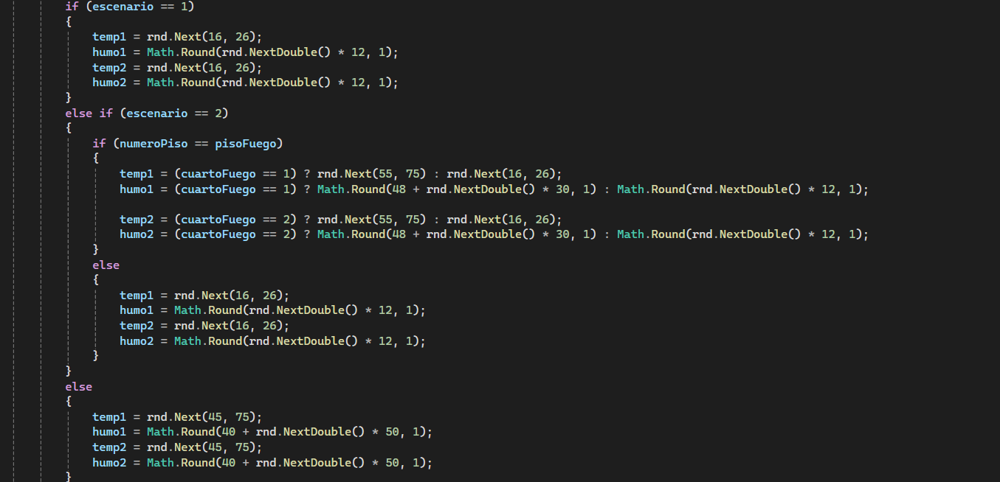 if (escenario == 1)
{
temp1 = rnd.Next(16, 26);
humo1 = Math.Round(rnd.NextDouble() * 12, 1);
temp2 = rnd.Next(16, 26);
humo2 = Math.Round(rnd.NextDouble() * 12, 1);
}
else if (escenario == 2)
{
if (numeroPiso == pisoFuego)
{
temp1 = (cuartoFuego == 1) ? rnd.Next(55, 75) : rnd.Next(16, 26);
humo1 = (cuartoFuego == 1) ? Math.Round(48 + rnd.NextDouble() * 30, 1) : Math.Round(rnd.NextDouble() * 12, 1);
temp2 = (cuartoFuego == 2) ? rnd.Next(55, 75) : rnd.Next(16, 26);
humo2 = (cuartoFuego == 2) ? Math.Round(48 + rnd.NextDouble() * 30, 1) : Math.Round(rnd.NextDouble() * 12, 1);
}
else
{
temp1 = rnd.Next(16, 26);
humo1 = Math.Round(rnd.NextDouble() * 12, 1);
temp2 = rnd.Next(16, 26);
humo2 = Math.Round(rnd.NextDouble() * 12, 1);
}
}
else
{
temp1 = rnd.Next(45, 75);
humo1 = Math.Round(40 + rnd.NextDouble() * 50, 1);
temp2 = rnd.Next(45, 75);
humo2 = Math.Round(40 + rnd.NextDouble() * 50, 1);
}